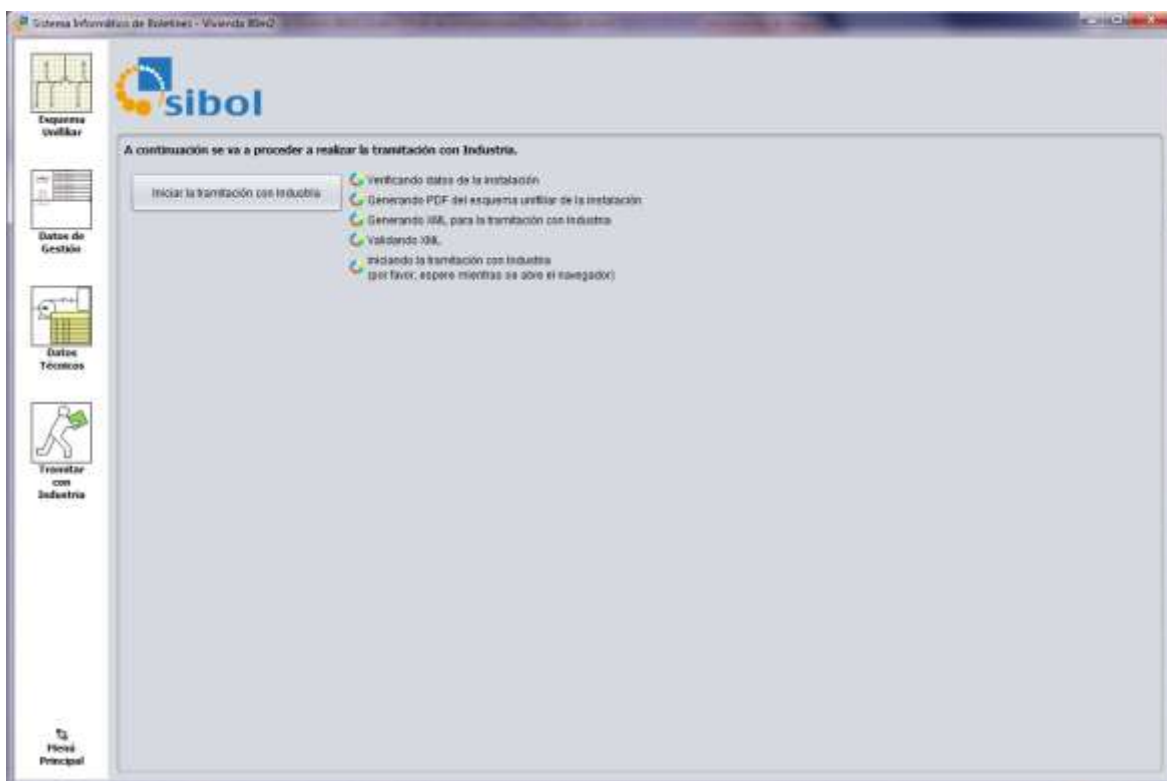 Sistema Informático de Boletines - Vivienda 80m2
Esquema
Unifilar
Datos de
Gestión
Datos
Técnicos
Tramitar
con
Industria
Menú
Principal
sibol
A continuación se va a proceder a realizar la tramitación con Industria.
Iniciar la tramitación con Industria
Verificando datos de la instalación
Generando PDF del esquema unifiliar de la instalación
Generando XML para la tramitación con Industria
Validando XML
Iniciando la tramitación con Industria
(por favor, espere mientras se abre el navegador)